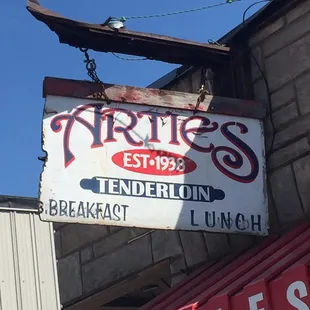 ARTIES
EST•1938
TENDERLOIN
BREAKFAST LUNCH